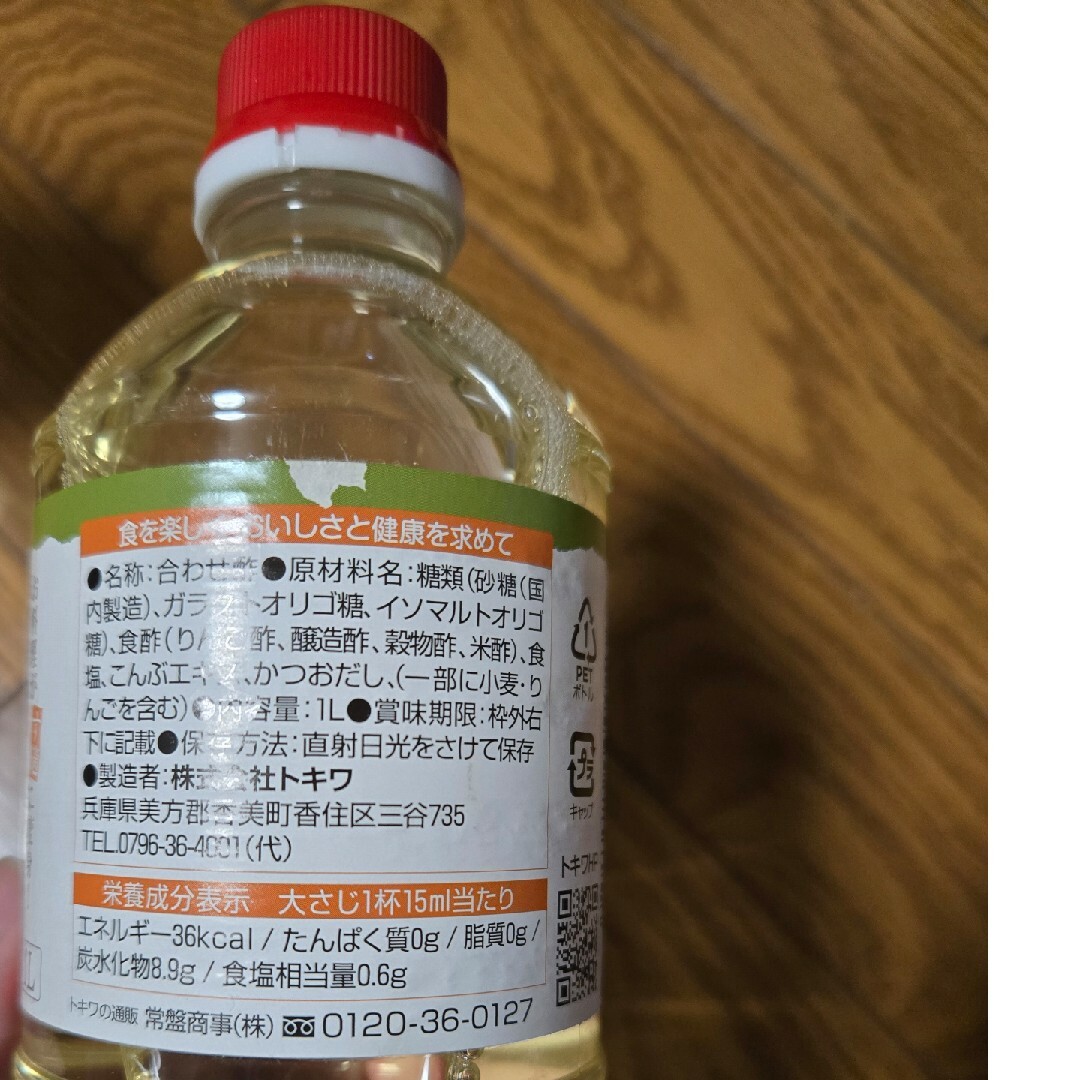 食を楽し おいしさと健康を求めて
●名称:合わせ酢●原材料名:糖類(砂糖(国
内製造)、ガラクトオリゴ糖、イソマルトオリゴ
糖)、食酢(りんご酢、醸造酢、穀物酢、米酢)、食
塩、こんぶエキス、かつおだし、(一部に小麦・り
んごを含む)●内容量:1L●賞味期限:枠外右
下に記載●保存方法:直射日光をさけて保存
●製造者:株式会社トキワ
兵庫県美方郡香美町香住区三谷735
TEL.0796-36-4001(代)
栄養成分表示 大さじ1杯15ml当たり
エネルギー36kcal/たんぱく質0g/脂質0g/
炭水化物8.9g/食塩相当量0.6g
トキワの通販 常盤商事(株) 0120-36-0127
PET
ボトル
キャップ
トキワHP
L